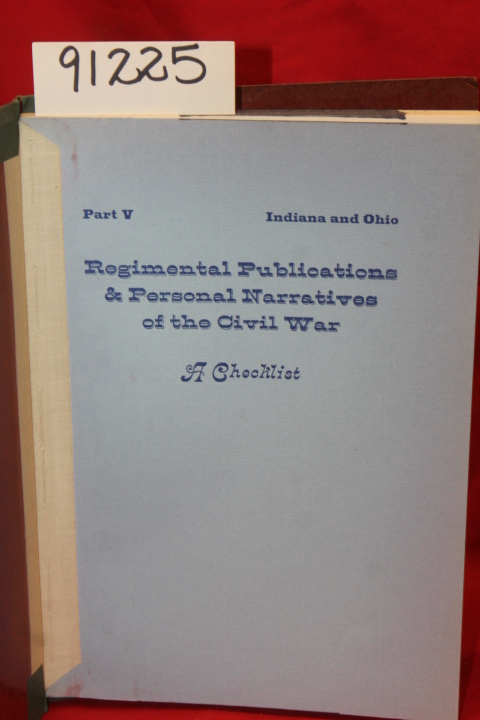 91225
Part V Indiana and Ohio
Regimental Publications
& Personal Narratives
of the Civil War
A Checklist